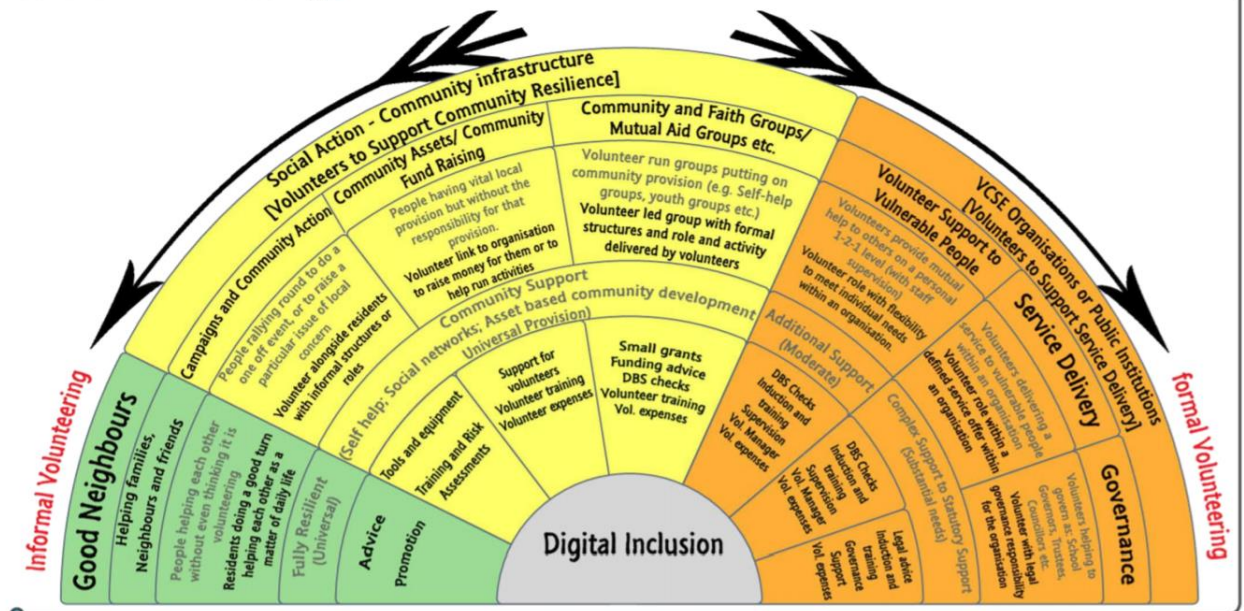 Informal Volunteering
Good Neighbours
Helping families,
Neighbours and friends
People helping each other
without even thinking it is
volunteering
Residents doing a good turn
helping each other as a
matter of daily life
Fully Resilient
(Universal)
Advice
Promotion
Social Action - Community infrastructure
[Volunteers to Support Community Resilience]
Campaigns and Community Action
People rallying round to do a
one off event, or to raise a
particular issue of local
concern
Volunteer alongside residents
with informal structures or
roles
Community Assets/ Community
Fund Raising
People having vital local
provision but without the
responsibility for that
provision.
Volunteer link to organisation
to raise money for them or to
help run activities
Community and Faith Groups/
Mutual Aid Groups etc.
Volunteer run groups putting on
community provision (e.g. Self-help
groups, youth groups etc.)
Volunteer led group with formal
structures and role and activity
delivered by volunteers
Community Support
(Self help; Social networks; Asset based community development
Universal Provision)
Tools and equipment
Training and Risk
Assessments
Support for
volunteers
Volunteer training
Volunteer expenses
Small grants
Funding advice
DBS checks
Volunteer training
Vol. expenses
VCSE Organisations or Public Institutions
[Volunteers to Support Service Delivery]
Volunteer Support to
Vulnerable People
Volunteers provide mutual
help to others on a personal
1-2-1 level (with staff
supervision)
Volunteer role with flexibility
to meet individual needs
within an organisation.
Additional Support
(Moderate)
DBS Checks
Induction and
training
Supervision
Vol. Manager
Vol. expenses
Service Delivery
Volunteers delivering a
service to vulnerable people
within an organisation
Volunteer role within a
defined service offer within
an organisation
Complex Support to Statutory Support
(Substantial needs)
DBS Checks
Induction and
training
Supervision
Vol. Manager
Vol. expenses
Governance
Volunteers helping to
govern as: School
Governors, Trustees,
Councillors etc.
Volunteer with legal
governance responsibility
for the organisation
Legal advice
Induction and
training
Governance
Support
Vol. expenses
formal Volunteering
Digital Inclusion